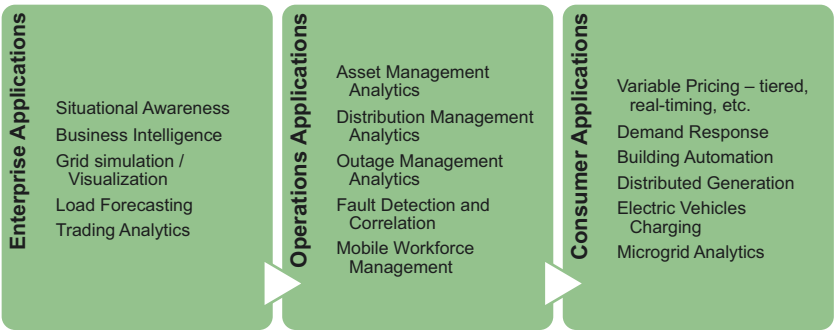 Enterprise Applications
Situational Awareness
Business Intelligence
Grid simulation /
Visualization
Load Forecasting
Trading Analytics
Operations Applications
Asset Management
Analytics
Distribution Management
Analytics
Outage Management
Analytics
Fault Detection and
Correlation
Mobile Workforce
Management
Consumer Applications
Variable Pricing – tiered,
real-timing, etc.
Demand Response
Building Automation
Distributed Generation
Electric Vehicles
Charging
Microgrid Analytics